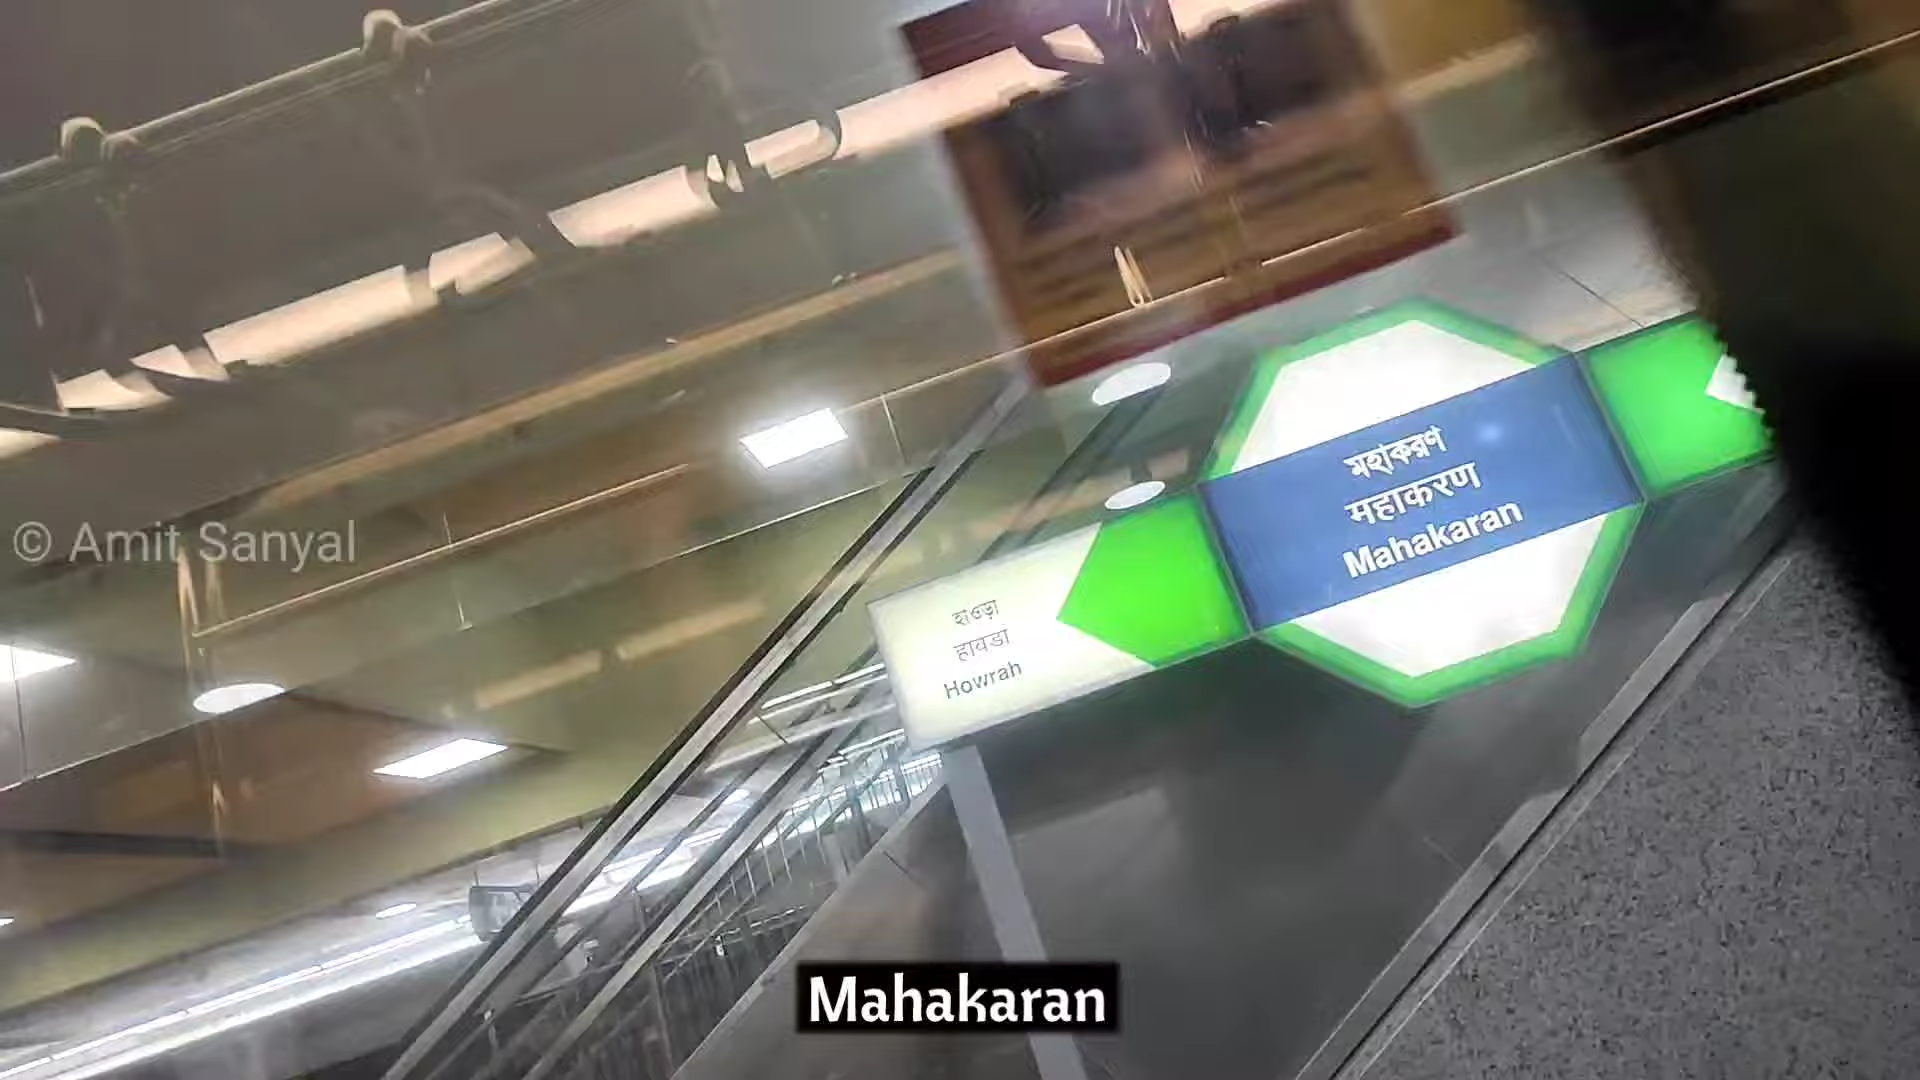 মহাকরণ
महाकरण
Mahakaran
হাওড়া
हावडा
Howrah
© Amit Sanyal
Mahakaran